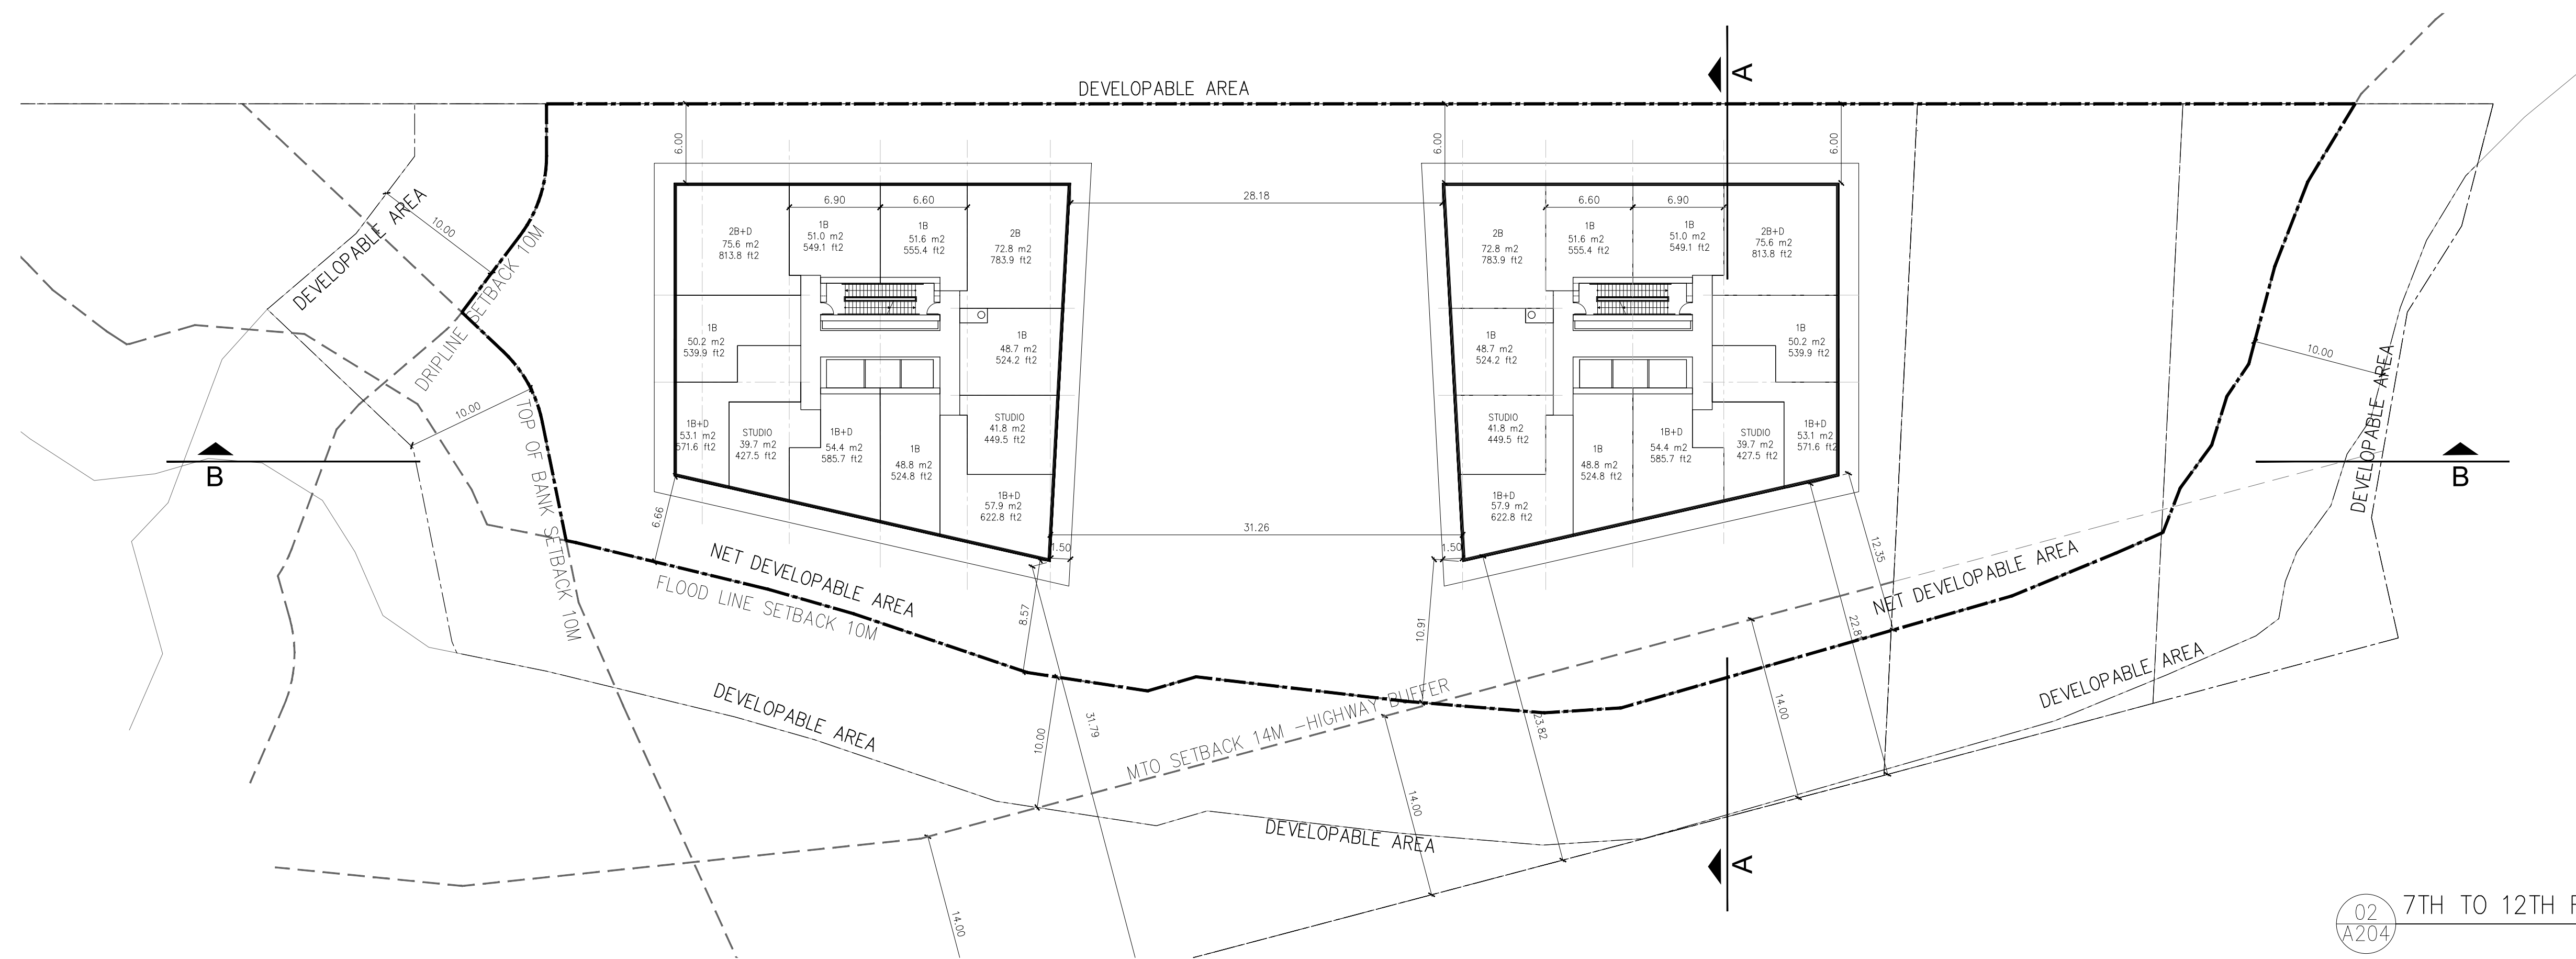 A
DEVELOPABLE AREA
6.00
6.00
6.00
DEVELOPABLE AREA
10.00
DRIPLINE SETBACK 10M
6.90
6.60
28.18
6.60
6.90
2B+D
75.6 m2
813.8 ft2
1B
51.0 m2
549.1 ft2
1B
51.6 m2
555.4 ft2
2B
72.8 m2
783.9 ft2
1B
50.2 m2
539.9 ft2
1B
48.7 m2
524.2 ft2
1B+D
53.1 m2
571.6 ft2
STUDIO
39.7 m2
427.5 ft2
1B+D
54.4 m2
585.7 ft2
1B
48.8 m2
524.8 ft2
STUDIO
41.8 m2
449.5 ft2
1B+D
57.9 m2
622.8 ft2
2B
72.8 m2
783.9 ft2
1B
51.6 m2
555.4 ft2
1B
51.0 m2
549.1 ft2
2B+D
75.6 m2
813.8 ft2
1B
48.7 m2
524.2 ft2
1B
50.2 m2
539.9 ft2
STUDIO
41.8 m2
449.5 ft2
1B
48.8 m2
524.8 ft2
1B+D
54.4 m2
585.7 ft2
STUDIO
39.7 m2
427.5 ft2
1B+D
53.1 m2
571.6 ft2
1B+D
57.9 m2
622.8 ft2
10.00
DEVELOPABLE AREA
10.00
TOP OF BANK SETBACK 10M
B
B
6.66
31.26
1.50
1.50
12.35
NET DEVELOPABLE AREA
FLOOD LINE SETBACK 10M
8.57
10.91
22.8
NET DEVELOPABLE AREA
DEVELOPABLE AREA
10.00
31.79
MTO SETBACK 14M -HIGHWAY BUFFER
23.82
14.00
DEVELOPABLE AREA
14.00
DEVELOPABLE AREA
14.00
A
02
A204
7TH TO 12TH